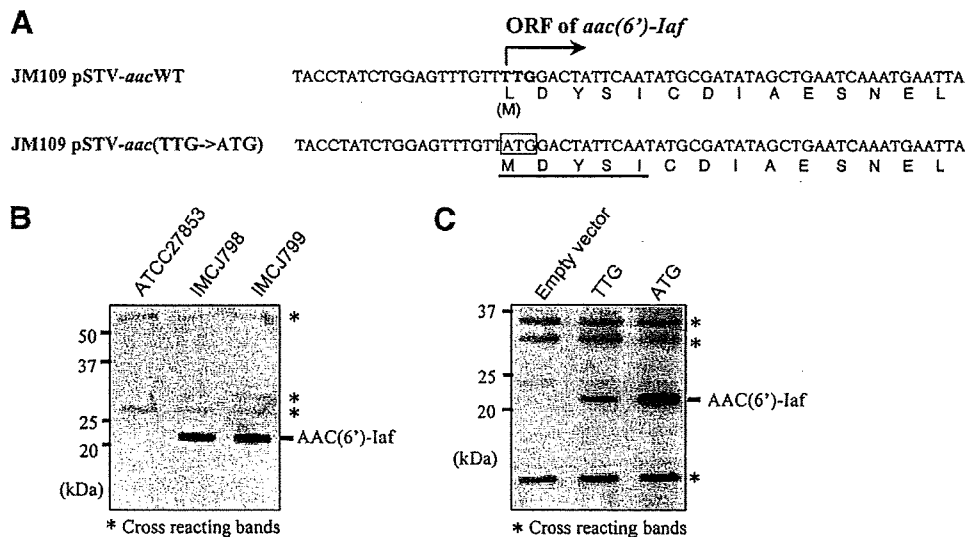 A
ORF of aac(6')-Iaf
JM109 pSTV-aacWT
TACCTATCTGGAGTTTGTTTTGGACTATTCAATATGCGATATAGCTGAATCAAATGAATTA
L D Y S I C D I A E S N E L
(M)
JM109 pSTV-aac(TTG->ATG)
TACCTATCTGGAGTTTGTTATGGACTATTCAATATGCGATATAGCTGAATCAAATGAATTA
M D Y S I C D I A E S N E L
B
ATCC27853
IMCJ798
IMCJ799
50
37
25
20
(kDa)
*
*
*
AAC(6')-Iaf
* Cross reacting bands
C
Empty vector
TTG
ATG
37
25
20
(kDa)
*
*
AAC(6')-Iaf
*
* Cross reacting bands